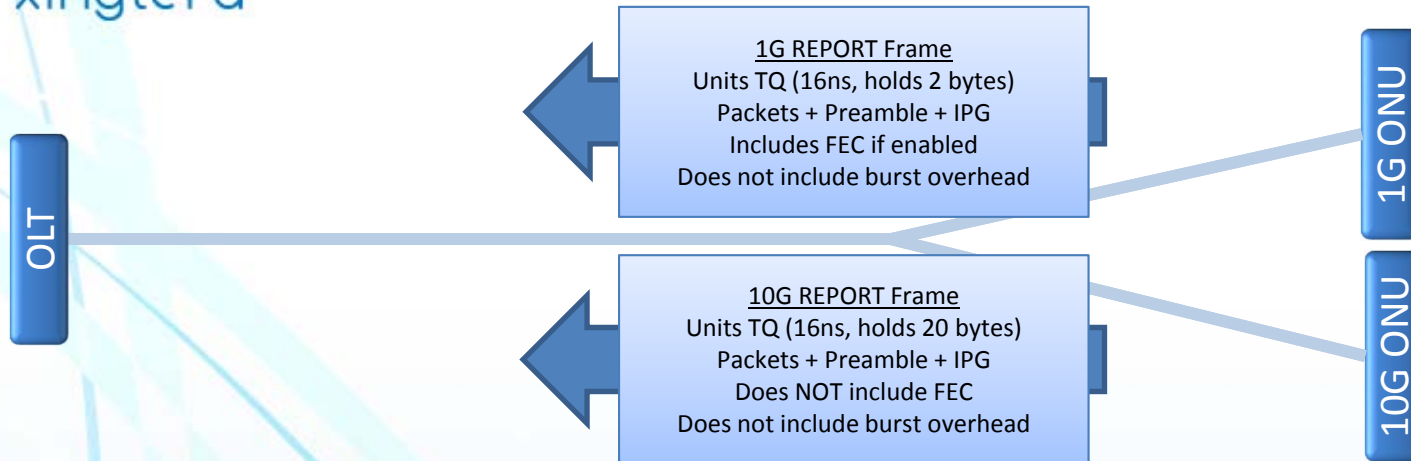 1G REPORT Frame
Units TQ (16ns, holds 2 bytes)
Packets + Preamble + IPG
Includes FEC if enabled
Does not include burst overhead
1G ONU
OLT
10G REPORT Frame
Units TQ (16ns, holds 20 bytes)
Packets + Preamble + IPG
Does NOT include FEC
Does not include burst overhead
10G ONU